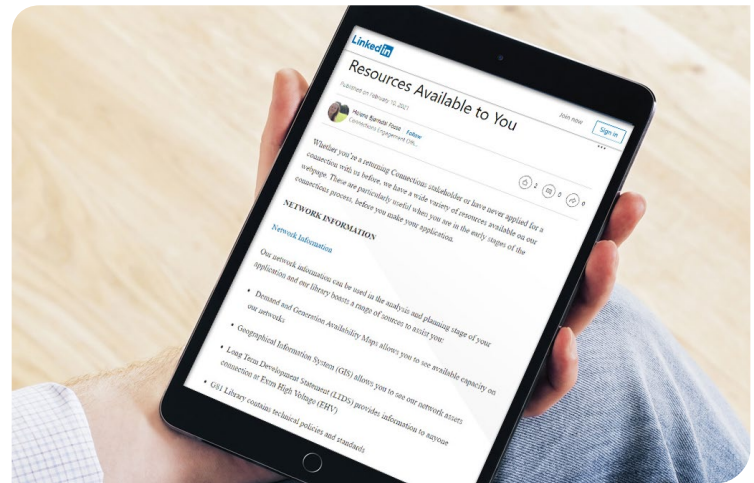 Linkedin
Join now
Sign in
Resources Available to You
Published on February 12, 2021
Follow
Connections Engagement Offi...
2
0
0
Whether you're a returning Connections stakeholder or have never applied for a
connection with us before, we have a wide variety of resources available on our
webpage. These are particularly useful when you are in the early stages of the
connections process, before you make your application.
NETWORK INFORMATION
Network Information
Our network information can be used in the analysis and planning stage of your
application and our library boasts a range of sources to assist you:
• Demand and Generation Availability Maps allows you to see available capacity on
our networks
• Geographical Information System (GIS) allows you to see our network assets
• Long Term Development Statement (LTDS) provides information to anyone
connection at Extra High Voltage (EHV)
• G81 Library contains technical policies and standards